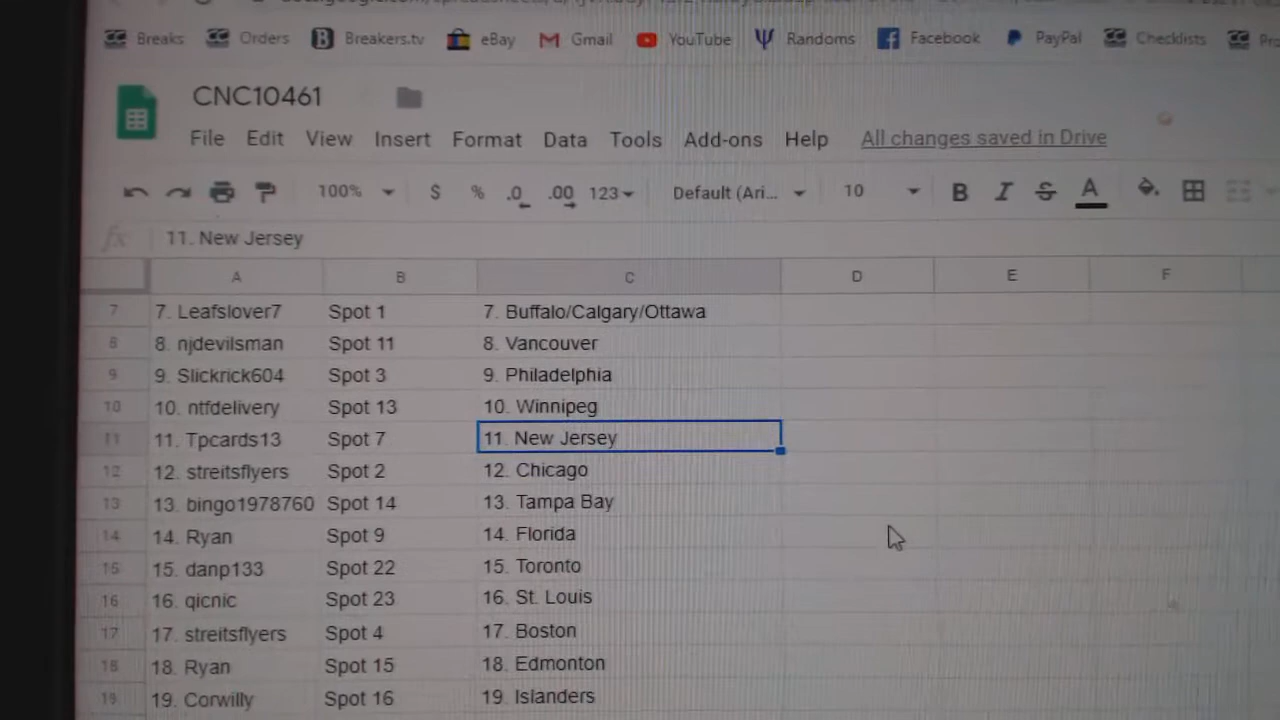 Breaks Orders Breakers.tv eBay Gmail YouTube Randoms Facebook PayPal Checklists
CNC10461
File Edit View Insert Format Data Tools Add-ons Help All changes saved in Drive
100% $ % .0 .00 123 Default (Ari... 10 B I S A
fx 11. New Jersey
A B C D E F
7 7. Leafslover7 Spot 1 7. Buffalo/Calgary/Ottawa
8 8. njdevilsman Spot 11 8. Vancouver
9 9. Slickrick604 Spot 3 9. Philadelphia
10 10. ntfdelivery Spot 13 10. Winnipeg
11 11. Tpcards13 Spot 7 11. New Jersey
12 12. streitsflyers Spot 2 12. Chicago
13 13. bingo1978760 Spot 14 13. Tampa Bay
14 14. Ryan Spot 9 14. Florida
15 15. danp133 Spot 22 15. Toronto
16 16. qicnic Spot 23 16. St. Louis
17 17. streitsflyers Spot 4 17. Boston
18 18. Ryan Spot 15 18. Edmonton
19 19. Corwilly Spot 16 19. Islanders